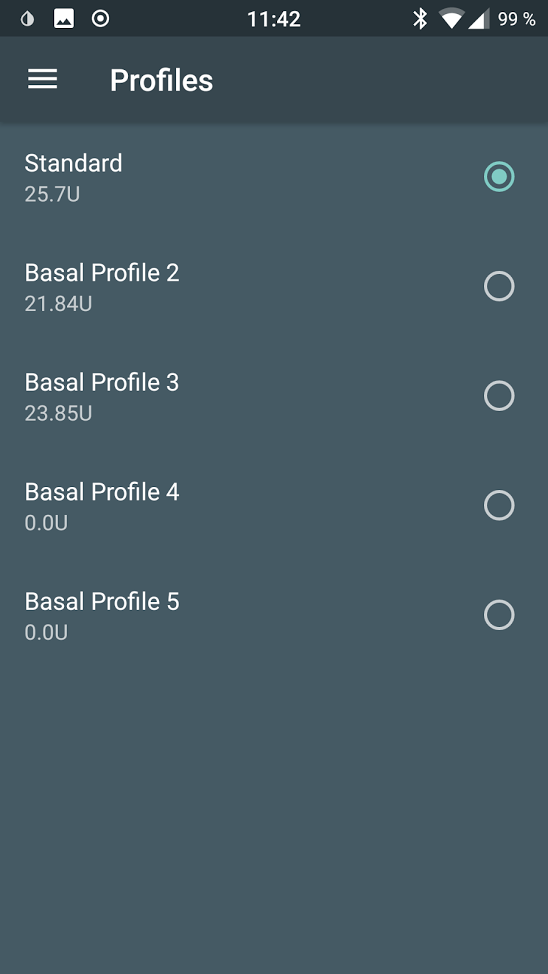 11:42
99 %
Profiles
Standard
25.7U
Basal Profile 2
21.84U
Basal Profile 3
23.85U
Basal Profile 4
0.0U
Basal Profile 5
0.0U